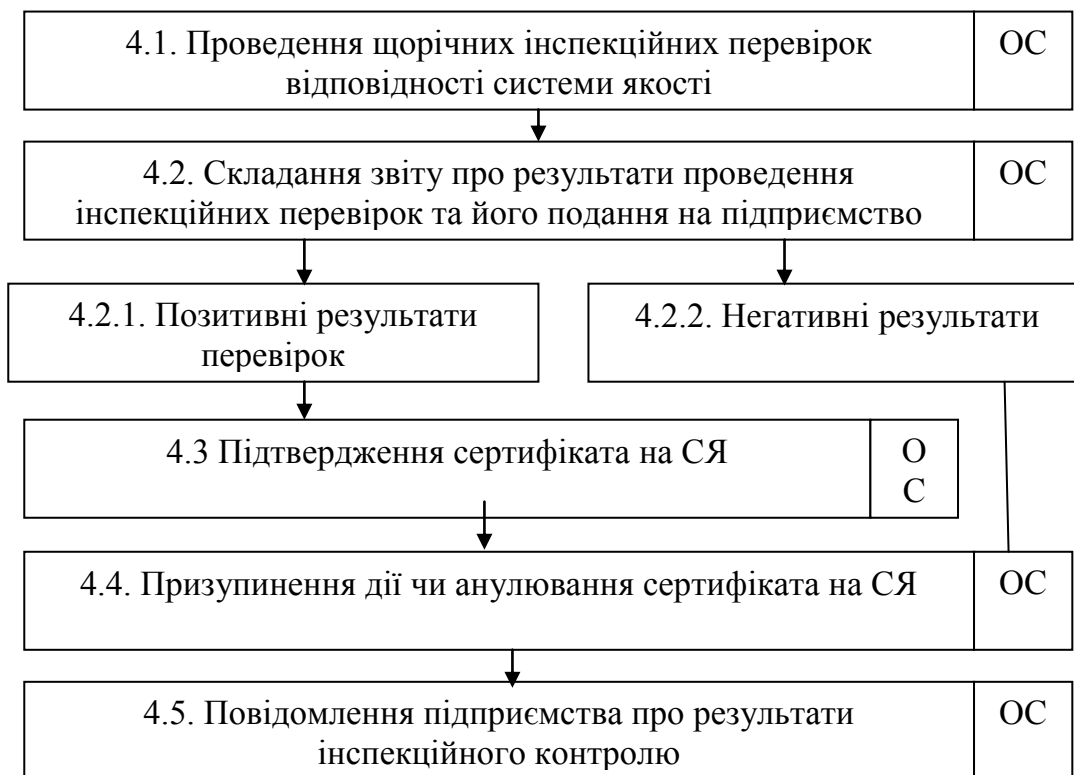 4.1. Проведення щорічних інспекційних перевірок
відповідності системи якості
ОС
4.2. Складання звіту про результати проведення
інспекційних перевірок та його подання на підприємство
ОС
4.2.1. Позитивні результати
перевірок
4.2.2. Негативні результати
4.3 Підтвердження сертифіката на СЯ
О
С
4.4. Призупинення дії чи анулювання сертифіката на СЯ
ОС
4.5. Повідомлення підприємства про результати
інспекційного контролю
ОС